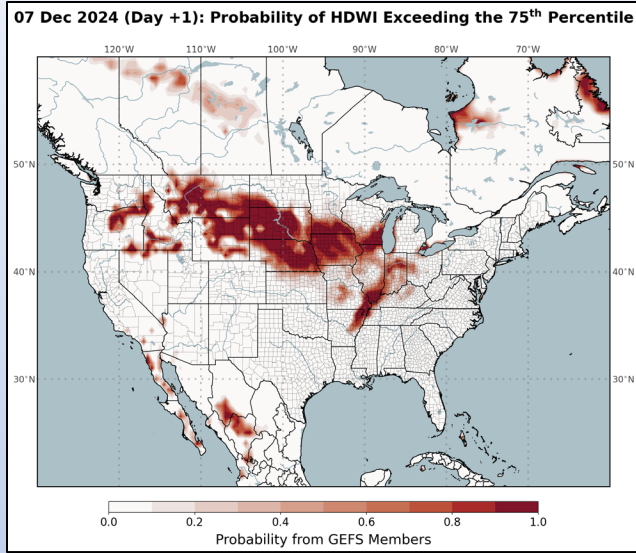 07 Dec 2024 (Day +1): Probability of HDWI Exceeding the 75th Percentile
120°W 110°W 100°W 90°W 80°W 70°W
50°N 50°N
40°N 40°N
30°N 30°N
0.0 0.2 0.4 0.6 0.8 1.0
Probability from GEFS Members